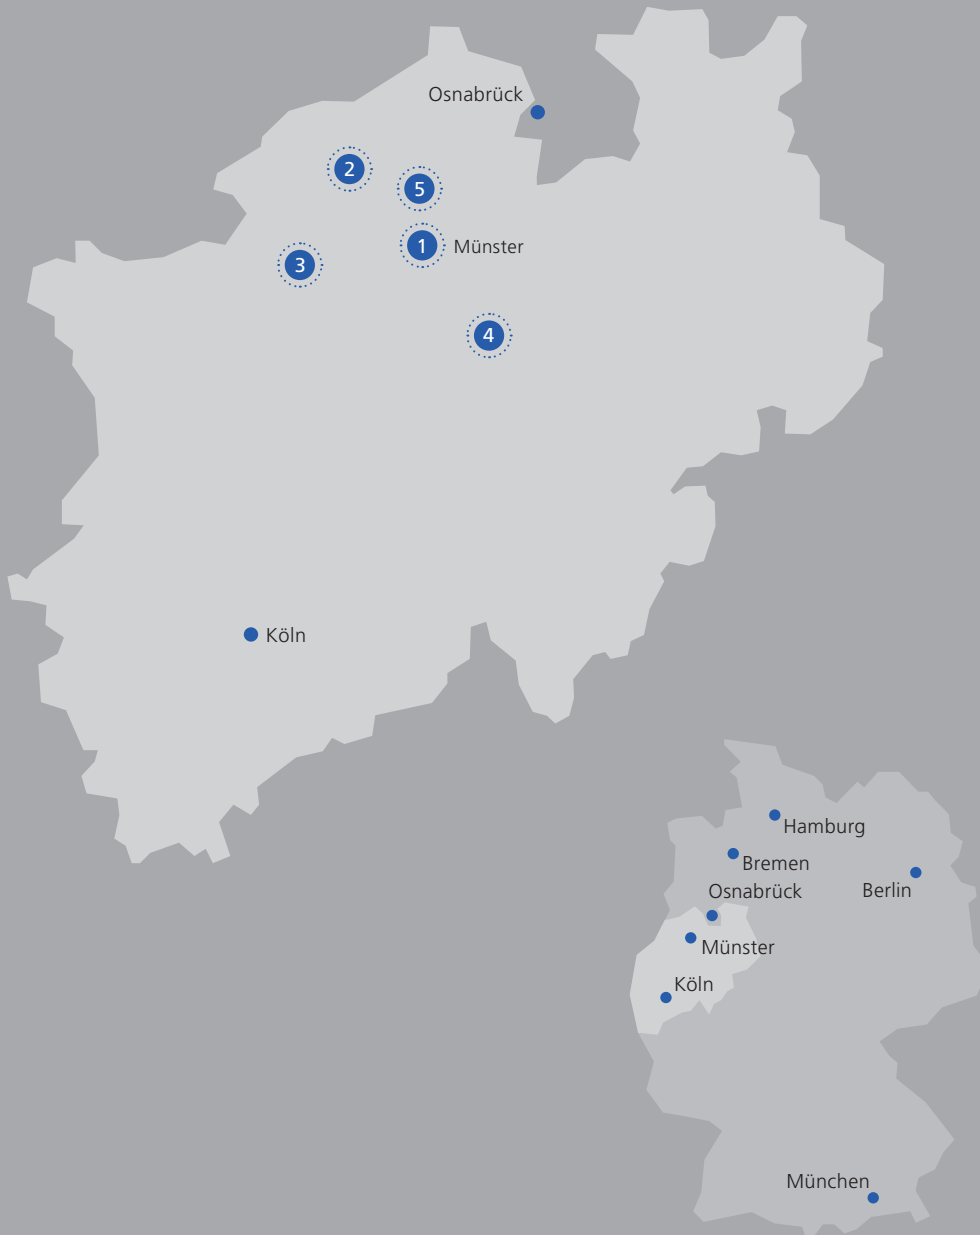 Osnabrück
2
5
1 Münster
3
4
Köln
Hamburg
Bremen
Osnabrück
Berlin
Münster
Köln
München